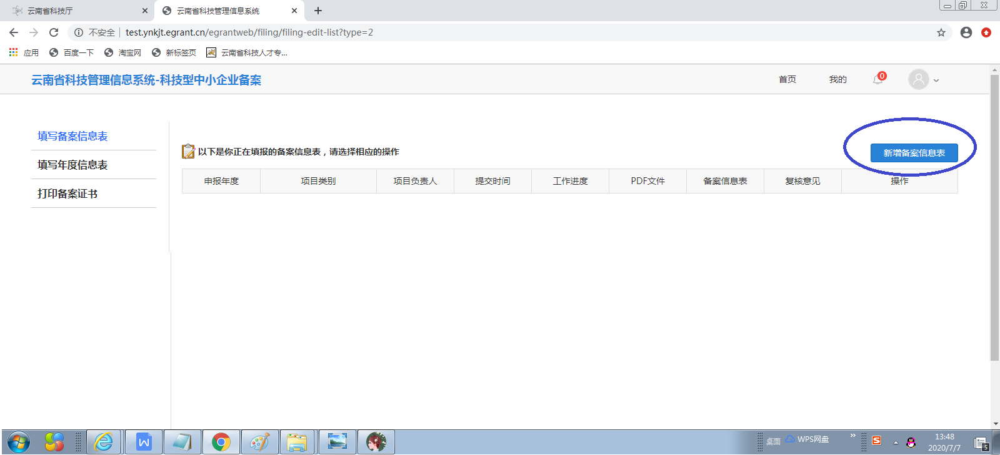 云南省科技厅
云南省科技管理信息系统
不安全
test.ynkjt.egrant.cn/egrantweb/filing/filing-edit-list?type=2
应用 百度一下 淘宝网 新标签页 云南省科技人才专...
云南省科技管理信息系统-科技型中小企业备案
首页 我的 0
填写备案信息表
填写年度信息表
打印备案证书
以下是你正在填报的备案信息表，请选择相应的操作
新增备案信息表
申报年度 项目类别 项目负责人 提交时间 工作进度 PDF文件 备案信息表 复核意见 操作
桌面 WPS网盘
13:48
2020/7/7
5